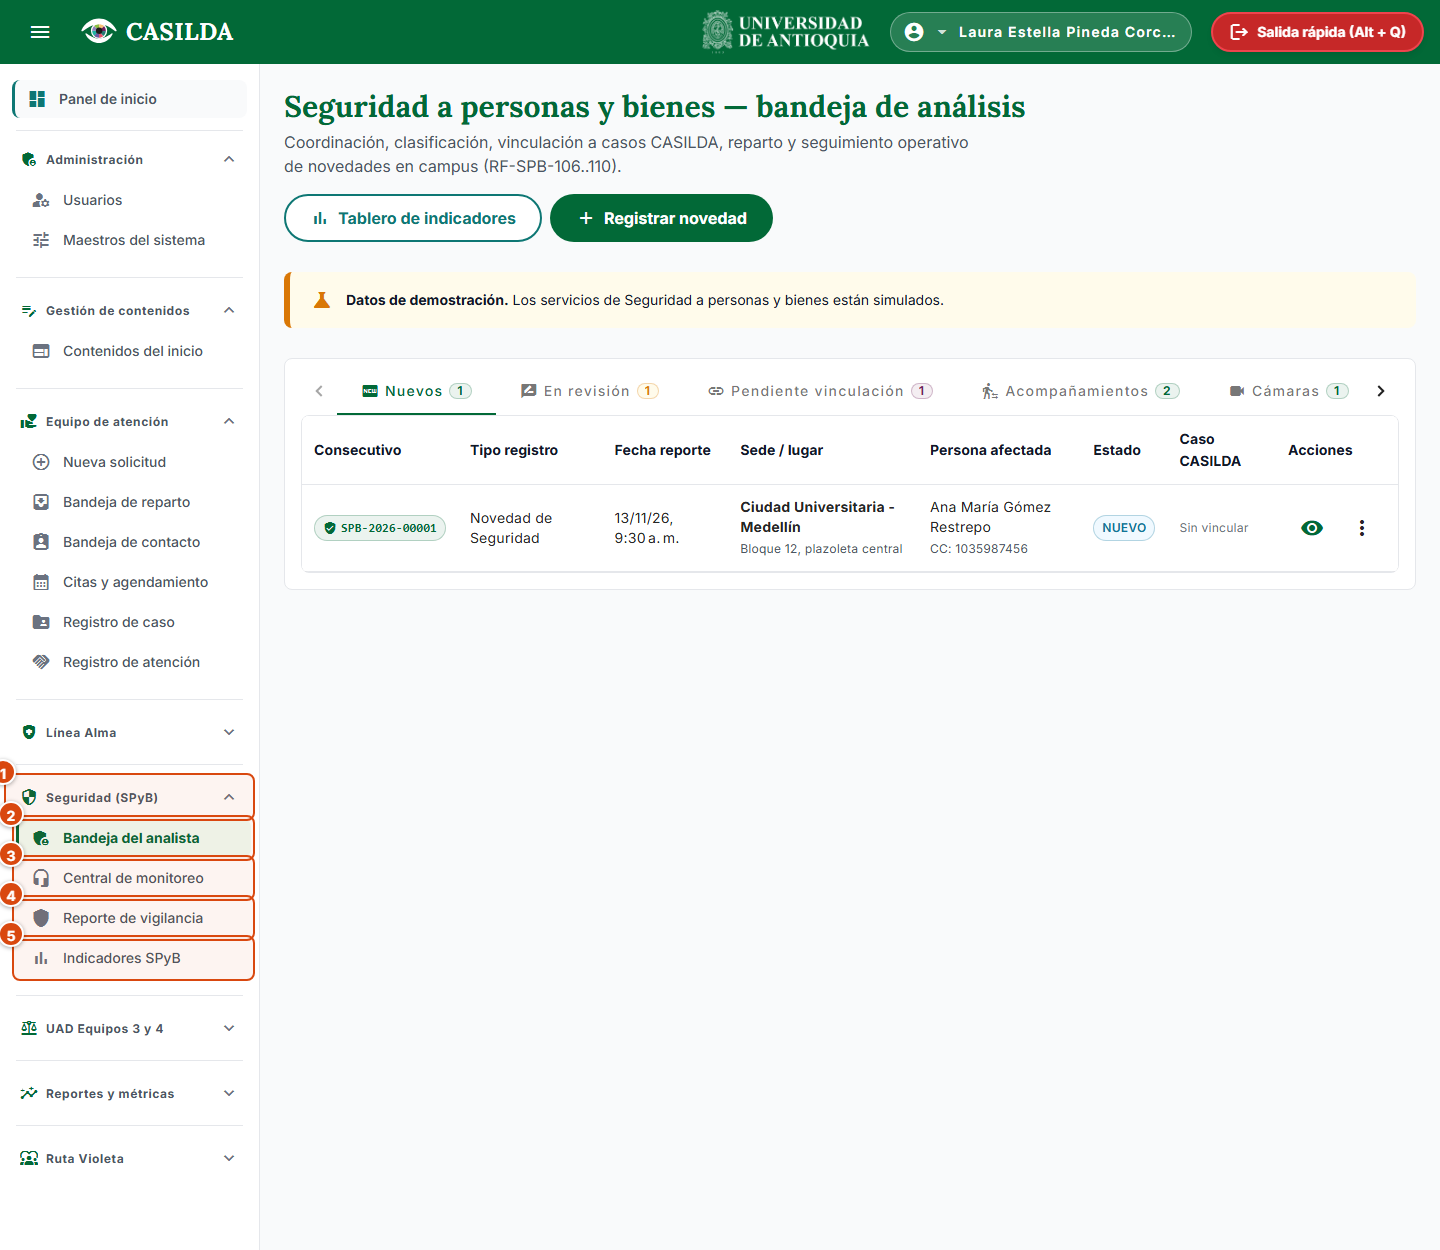 CASILDA
UNIVERSIDAD
DE ANTIOQUIA
Laura Estella Pineda Corc...
Salida rápida (Alt + Q)
Panel de inicio
Administración
Usuarios
Maestros del sistema
Gestión de contenidos
Contenidos del inicio
Equipo de atención
Nueva solicitud
Bandeja de reparto
Bandeja de contacto
Citas y agendamiento
Registro de caso
Registro de atención
Línea Alma
1
Seguridad (SPyB)
2
Bandeja del analista
3
Central de monitoreo
4
Reporte de vigilancia
5
Indicadores SPyB
UAD Equipos 3 y 4
Reportes y métricas
Ruta Violeta
Seguridad a personas y bienes — bandeja de análisis
Coordinación, clasificación, vinculación a casos CASILDA, reparto y seguimiento operativo
de novedades en campus (RF-SPB-106..110).
Tablero de indicadores
Registrar novedad
Datos de demostración. Los servicios de Seguridad a personas y bienes están simulados.
Nuevos 1
En revisión 1
Pendiente vinculación 1
Acompañamientos 2
Cámaras 1
Consecutivo
Tipo registro
Fecha reporte
Sede / lugar
Persona afectada
Estado
Caso
CASILDA
Acciones
SPB-2026-00001
Novedad de
Seguridad
13/11/26,
9:30 a. m.
Ciudad Universitaria -
Medellín
Bloque 12, plazoleta central
Ana María Gómez
Restrepo
CC: 1035987456
NUEVO
Sin vincular